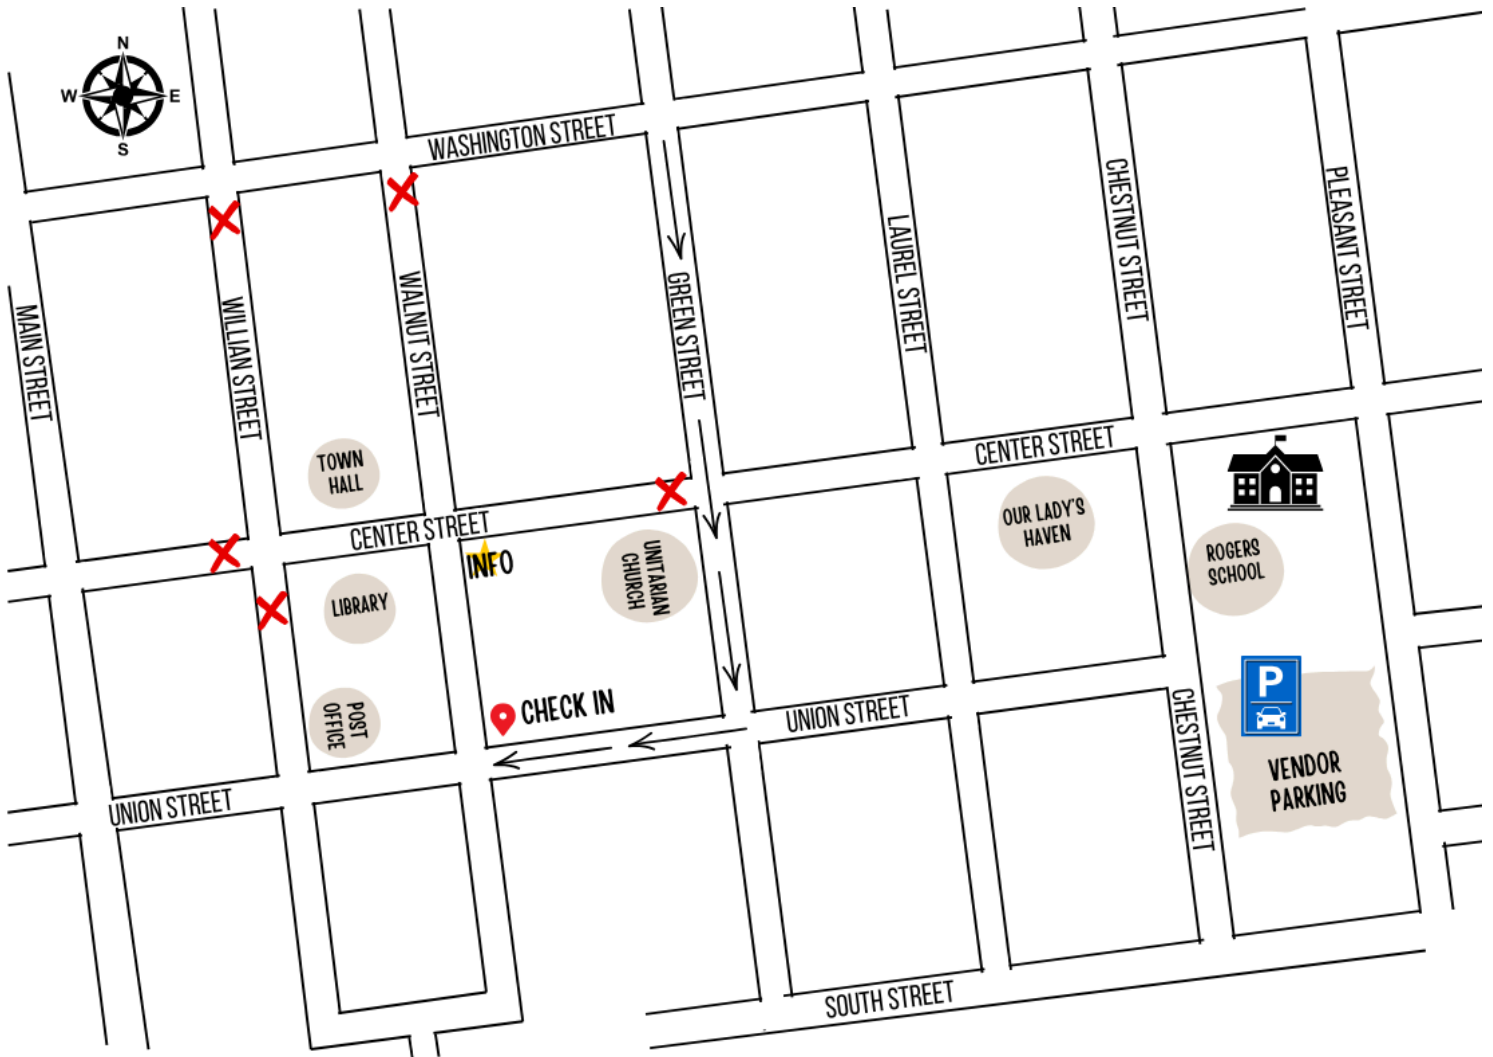 N
W
E
S
WASHINGTON STREET
MAIN STREET
WILLIAN STREET
WALNUT STREET
GREEN STREET
LAUREL STREET
CHESTNUT STREET
PLEASANT STREET
TOWN
HALL
CENTER STREET
CENTER STREET
INFO
UNITARIAN
CHURCH
OUR LADY'S
HAVEN
ROGERS
SCHOOL
LIBRARY
POST
OFFICE
CHECK IN
UNION STREET
UNION STREET
CHESTNUT STREET
P
VENDOR
PARKING
SOUTH STREET